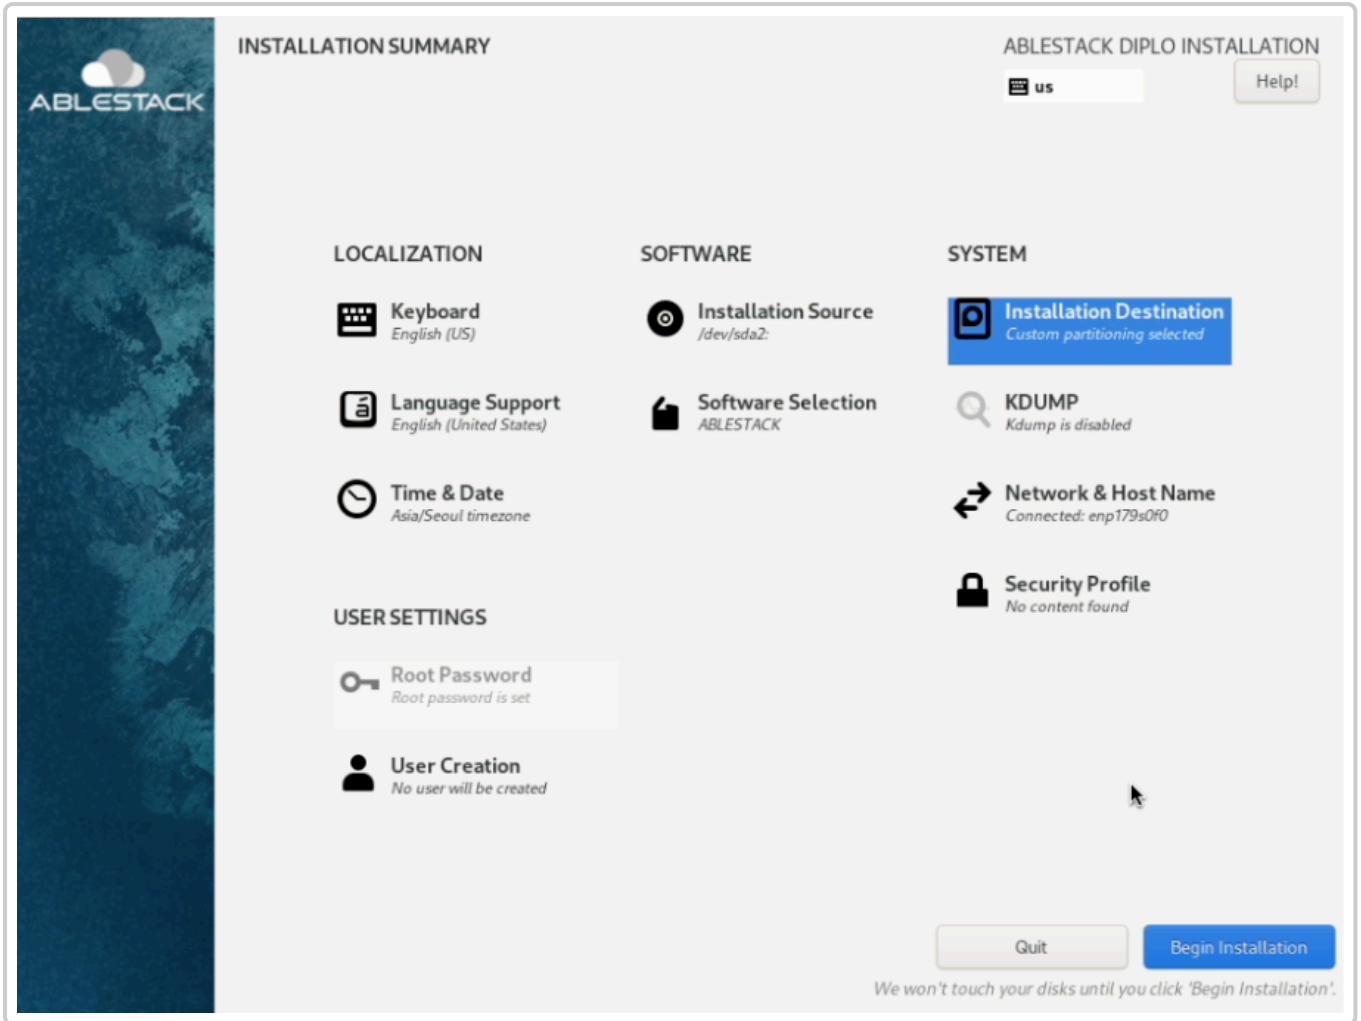 ABLESTACK
INSTALLATION SUMMARY
ABLESTACK DIPLO INSTALLATION
us
Help!
LOCALIZATION
Keyboard
English (US)
Language Support
English (United States)
Time & Date
Asia/Seoul timezone
SOFTWARE
Installation Source
/dev/sda2:
Software Selection
ABLESTACK
SYSTEM
Installation Destination
Custom partitioning selected
KDUMP
Kdump is disabled
Network & Host Name
Connected: enp179s0f0
Security Profile
No content found
USER SETTINGS
Root Password
Root password is set
User Creation
No user will be created
Quit
Begin Installation
We won't touch your disks until you click 'Begin Installation'.